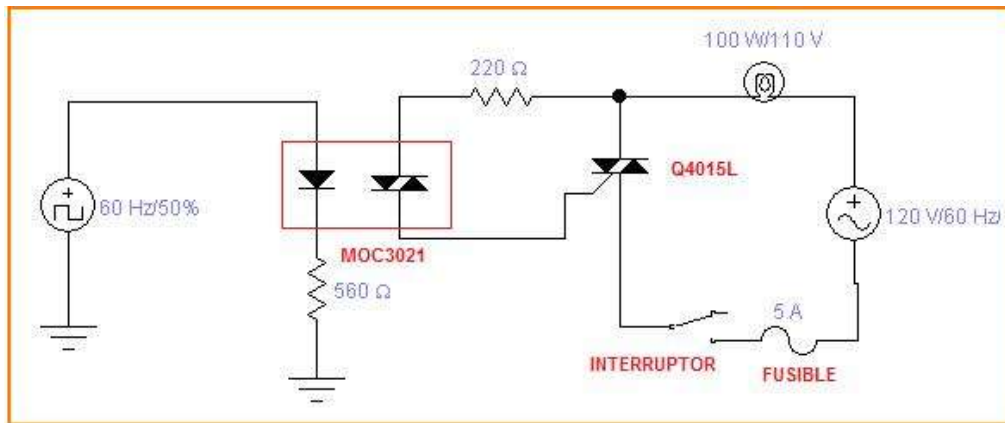 100 W/110 V
220 Ω
Q4015L
60 Hz/50%
120 V/60 Hz/
MOC3021
560 Ω
5 A
INTERRUPTOR
FUSIBLE